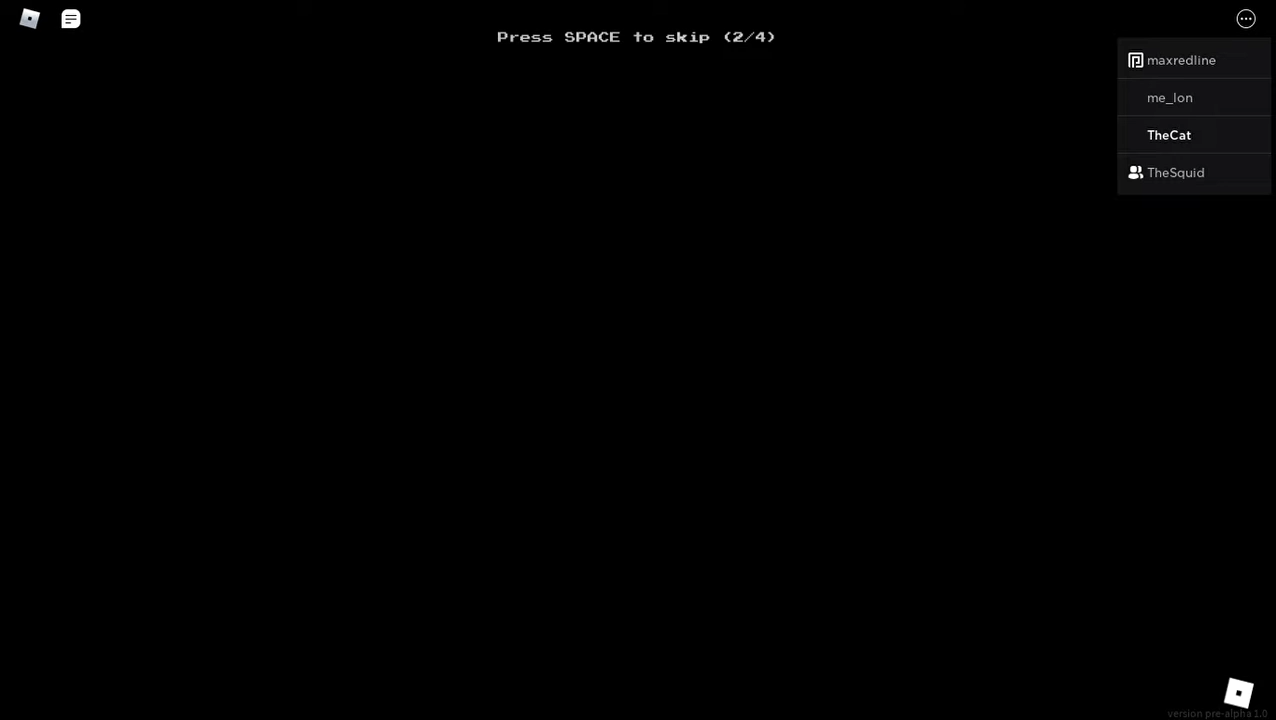 Press SPACE to skip (2/4)
maxredline
me_lon
TheCat
TheSquid
version pre-alpha 1.0